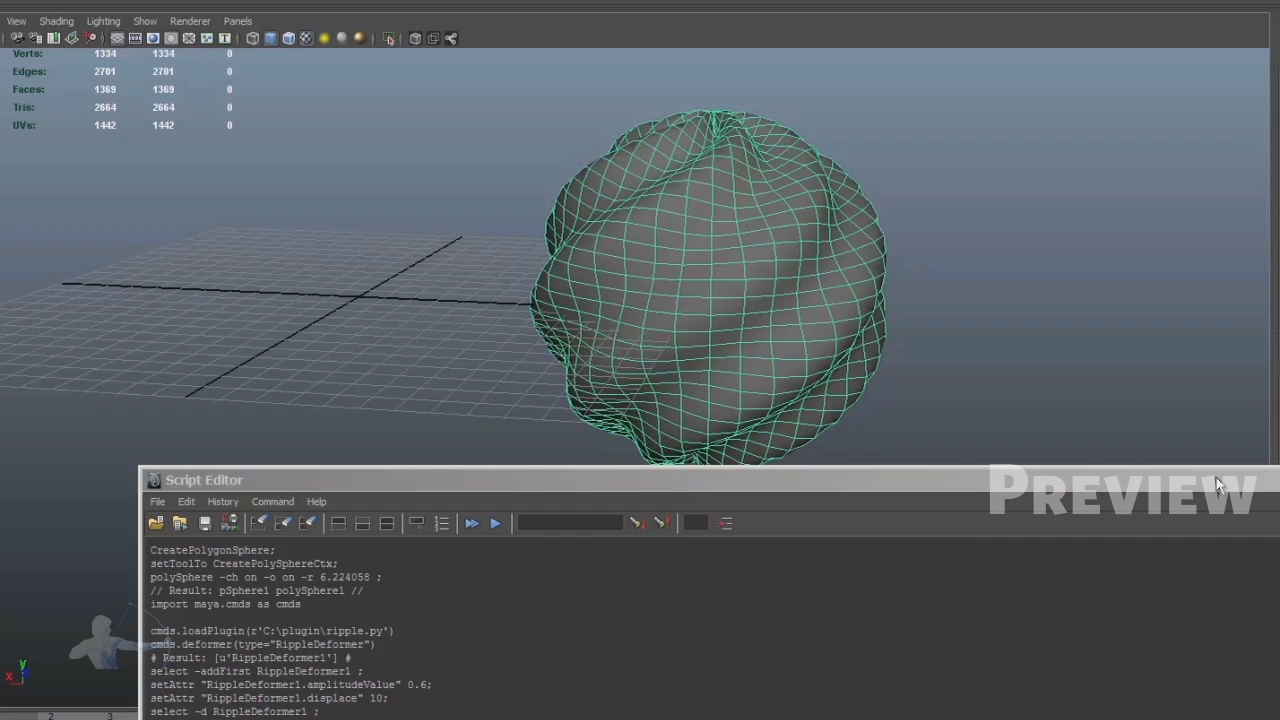 View Shading Lighting Show Renderer Panels
Verts: 1334 1334 0
Edges: 2701 2701 0
Faces: 1369 1369 0
Tris: 2664 2664 0
UVs: 1442 1442 0
Script Editor
PREVIEW
File Edit History Command Help
CreatePolygonSphere;
setToolTo CreatePolySphereCtx;
polySphere -ch on -o on -r 6.224058 ;
// Result: pSphere1 polySphere1 //
import maya.cmds as cmds
cmds.loadPlugin(r'C:\plugin\ripple.py')
cmds.deformer(type="RippleDeformer")
# Result: [u'RippleDeformer1'] #
select -addFirst RippleDeformer1 ;
setAttr "RippleDeformer1.amplitudeValue" 0.6;
setAttr "RippleDeformer1.displace" 10;
select -d RippleDeformer1 ;
y
x
2 3